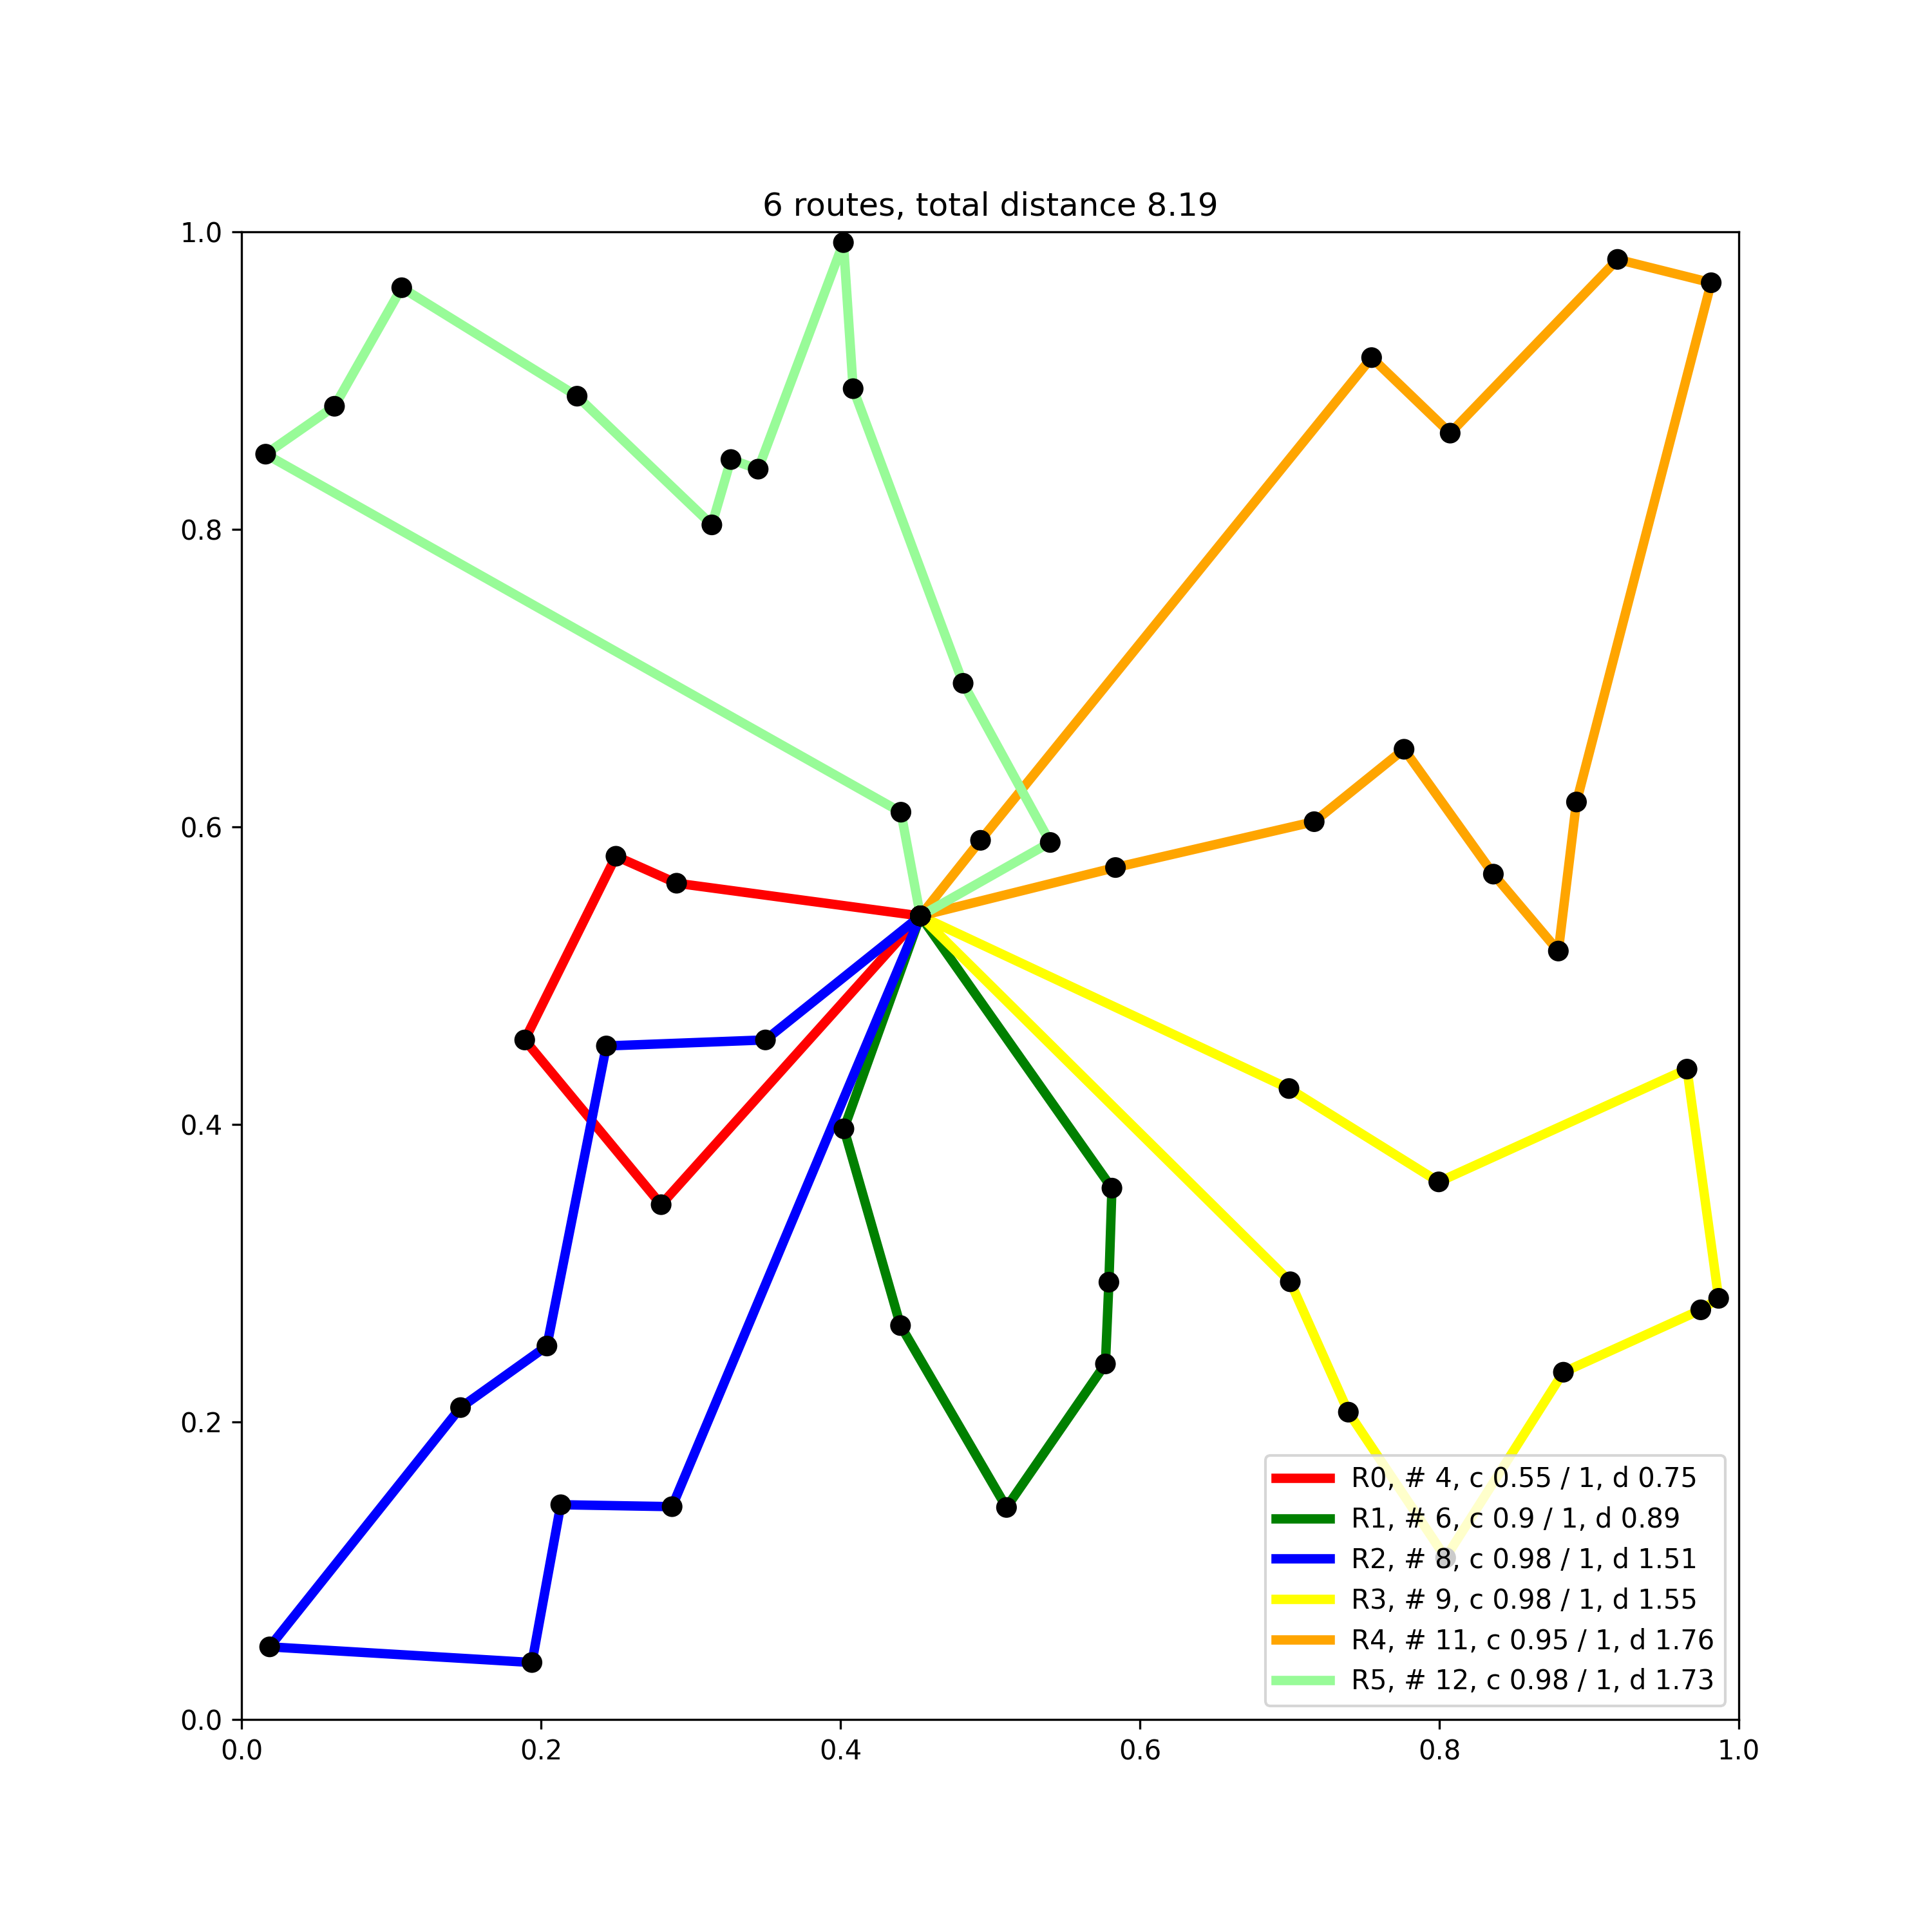 6 routes, total distance 8.19
1.0
0.8
0.6
0.4
0.2
0.0
0.0 0.2 0.4 0.6 0.8 1.0
R0, # 4, c 0.55 / 1, d 0.75
R1, # 6, c 0.9 / 1, d 0.89
R2, # 8, c 0.98 / 1, d 1.51
R3, # 9, c 0.98 / 1, d 1.55
R4, # 11, c 0.95 / 1, d 1.76
R5, # 12, c 0.98 / 1, d 1.73